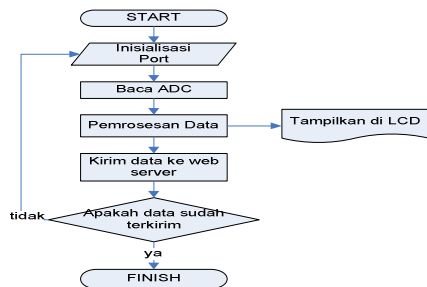 START
Inisialisasi
Port
Baca ADC
Pemrosesan Data
Tampilkan di LCD
Kirim data ke web
server
Apakah data sudah
terkirim
tidak
ya
FINISH